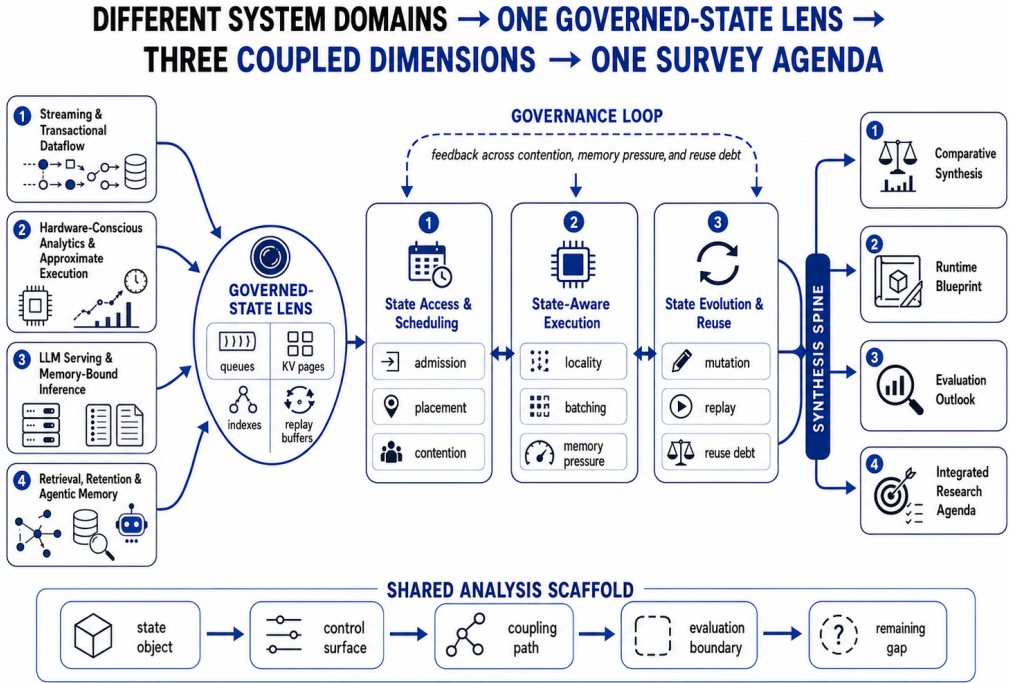 DIFFERENT SYSTEM DOMAINS → ONE GOVERNED-STATE LENS →
THREE COUPLED DIMENSIONS → ONE SURVEY AGENDA
1
Streaming &
Transactional
Dataflow
2
Hardware-Conscious
Analytics &
Approximate
Execution
3
LLM Serving &
Memory-Bound
Inference
4
Retrieval, Retention &
Agentic Memory
GOVERNED-
STATE LENS
queues
KV pages
indexes
replay
buffers
GOVERNANCE LOOP
feedback across contention, memory pressure, and reuse debt
1
State Access &
Scheduling
admission
placement
contention
2
State-Aware
Execution
locality
batching
memory
pressure
3
State Evolution &
Reuse
mutation
replay
reuse debt
SYNTHESIS SPINE
1
Comparative
Synthesis
2
Runtime
Blueprint
3
Evaluation
Outlook
4
Integrated
Research
Agenda
SHARED ANALYSIS SCAFFOLD
state
object
control
surface
coupling
path
evaluation
boundary
?
remaining
gap